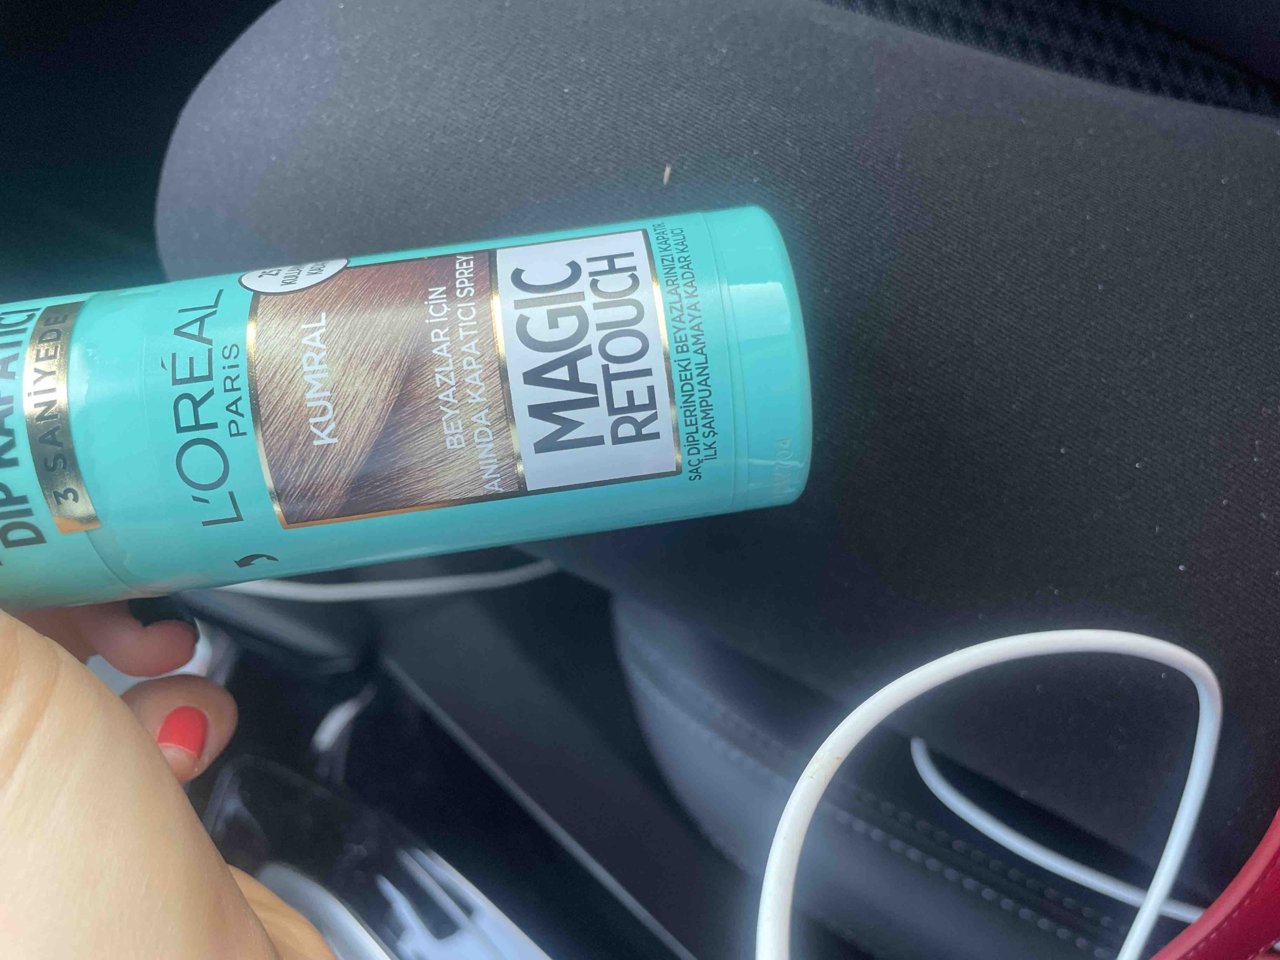 DİP KAPATICI
3 SANİYEDE
L'ORÉAL
PARiS
KUMRAL
BEYAZLAR İÇİN
ANINDA KAPATICI SPREY
MAGIC
RETOUCH
SAÇ DİPLERİNDEKİ BEYAZLARINIZI KAPATIR
İLK ŞAMPUANLAMAYA KADAR KALICI